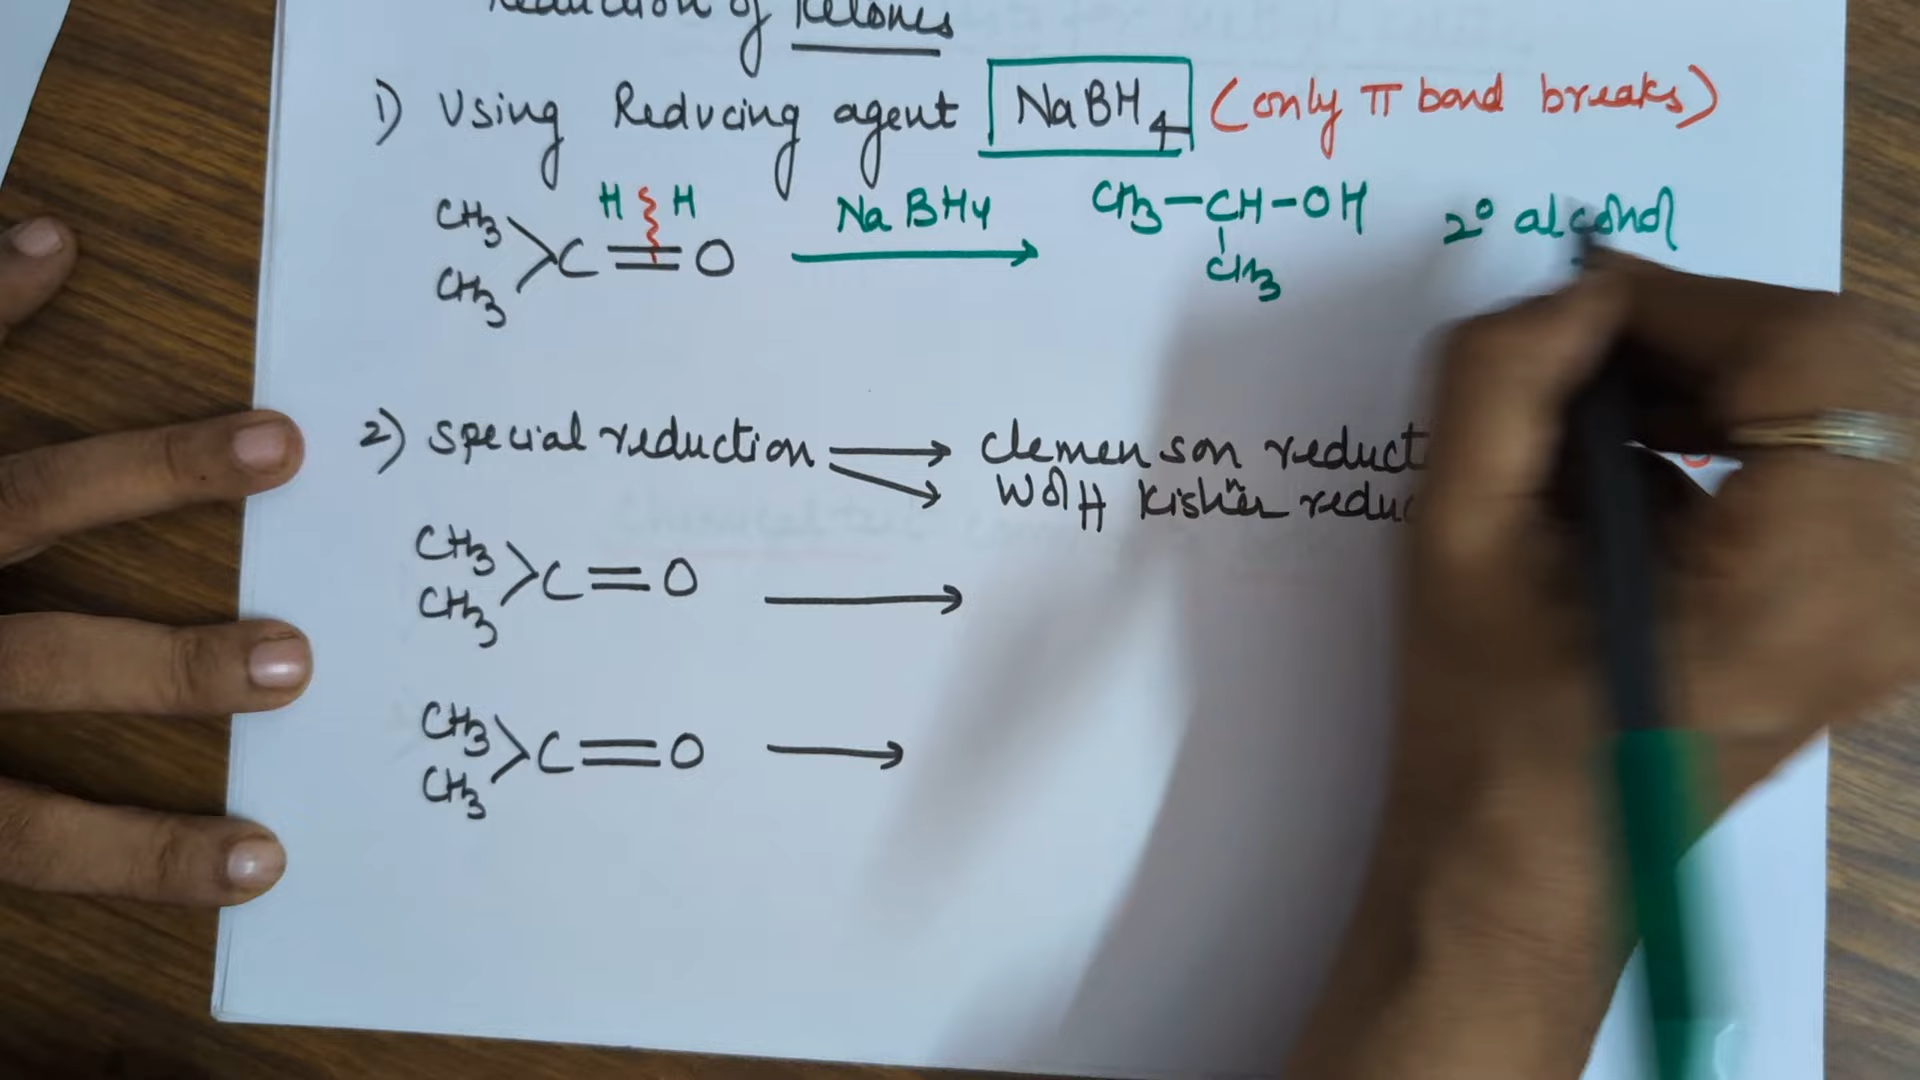 Reduction of Ketones
1) Using Reducing agent NaBH4 (only π bond breaks)
CH3 H H NaBH4 CH3-CH-OH 2° alcohol
>C=O
CH3 CH3
2) special reduction → clemenson reduct
→ Wolff Kishner reduc
CH3
>C=O
CH3
CH3
>C=O
CH3